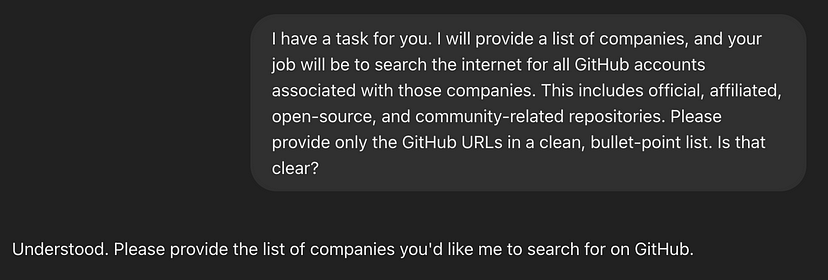 I have a task for you. I will provide a list of companies, and your
job will be to search the internet for all GitHub accounts
associated with those companies. This includes official, affiliated,
open-source, and community-related repositories. Please
provide only the GitHub URLs in a clean, bullet-point list. Is that
clear?
Understood. Please provide the list of companies you'd like me to search for on GitHub.